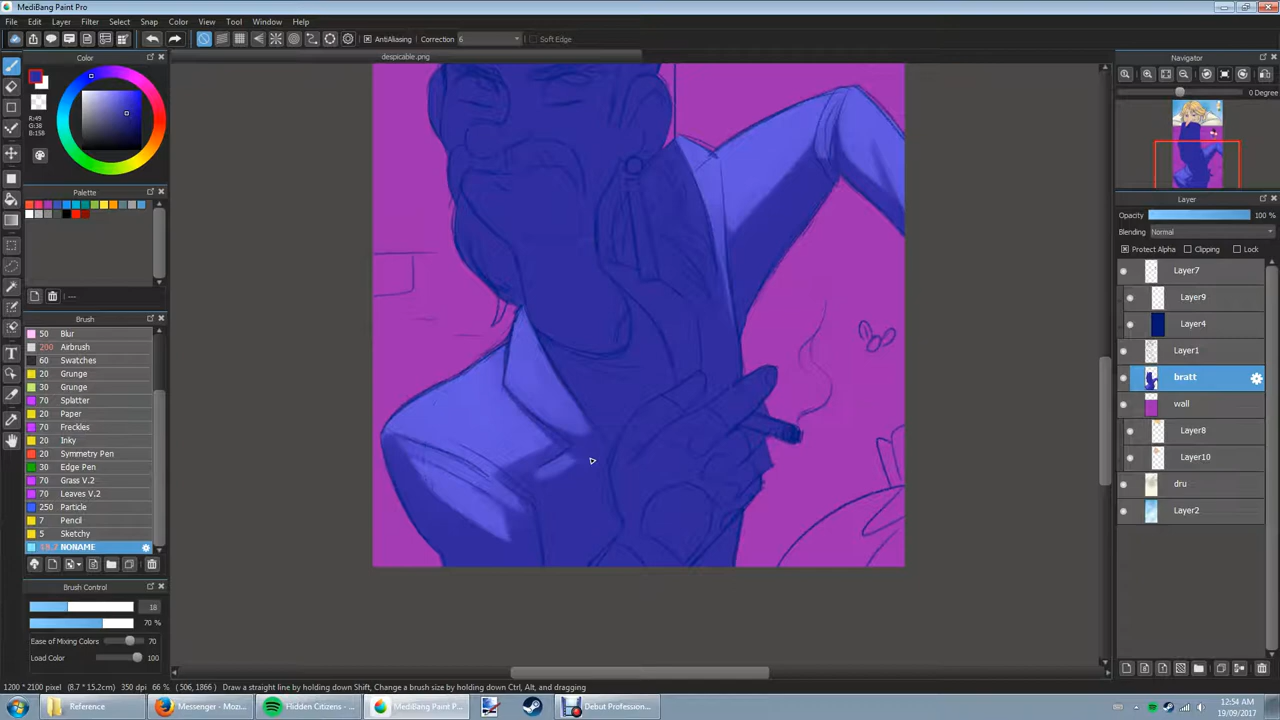 MediBang Paint Pro
File Edit Layer Filter Select Snap Color View Tool Window Help
AntiAliasing Correction 6 Soft Edge
Color
despicable.png
Navigator
0 Degree
R:49
G:38
B:158
Palette
---
Layer
Opacity 100 %
Blending Normal
Protect Alpha Clipping Lock
Layer7
Layer9
Layer4
Layer1
bratt
wall
Layer8
Layer10
dru
Layer2
Brush
50 Blur
200 Airbrush
60 Swatches
20 Grunge
30 Grunge
75 Splatter
20 Paper
75 Freckles
20 Inky
20 Symmetry Pen
30 Edge Pen
70 Grass V.2
70 Leaves V.2
250 Particle
7 Pencil
5 Sketchy
NONAME
Brush Control
18
70 %
Ease of Mixing Colors 70
Load Color 100
1200 * 2100 pixel (8.7 * 15.2cm) 350 dpi 66 % (506, 1866) Draw a straight line by holding down Shift, Change a brush size by holding down Ctrl, Alt, and dragging
Reference
Messenger - Mozi...
Hidden Citizens - ...
MediBang Paint P...
Debut Profession...
12:54 AM
19/09/2017